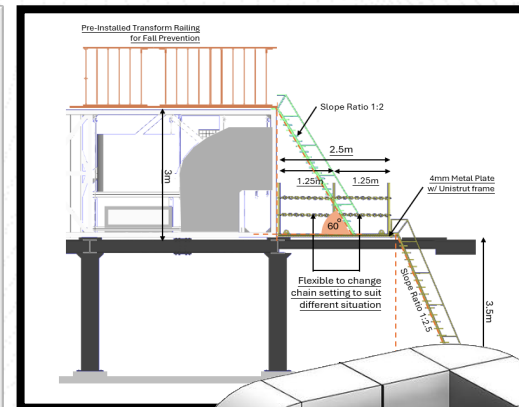 Pre-Installed Transform Railing
for Fall Prevention
Slope Ratio 1:2
2.5m
1.25m
1.25m
4mm Metal Plate
w/ Unistrut frame
3m
60°
Flexible to change
chain setting to suit
different situation
Slope Ratio 1:2.5
3.5m